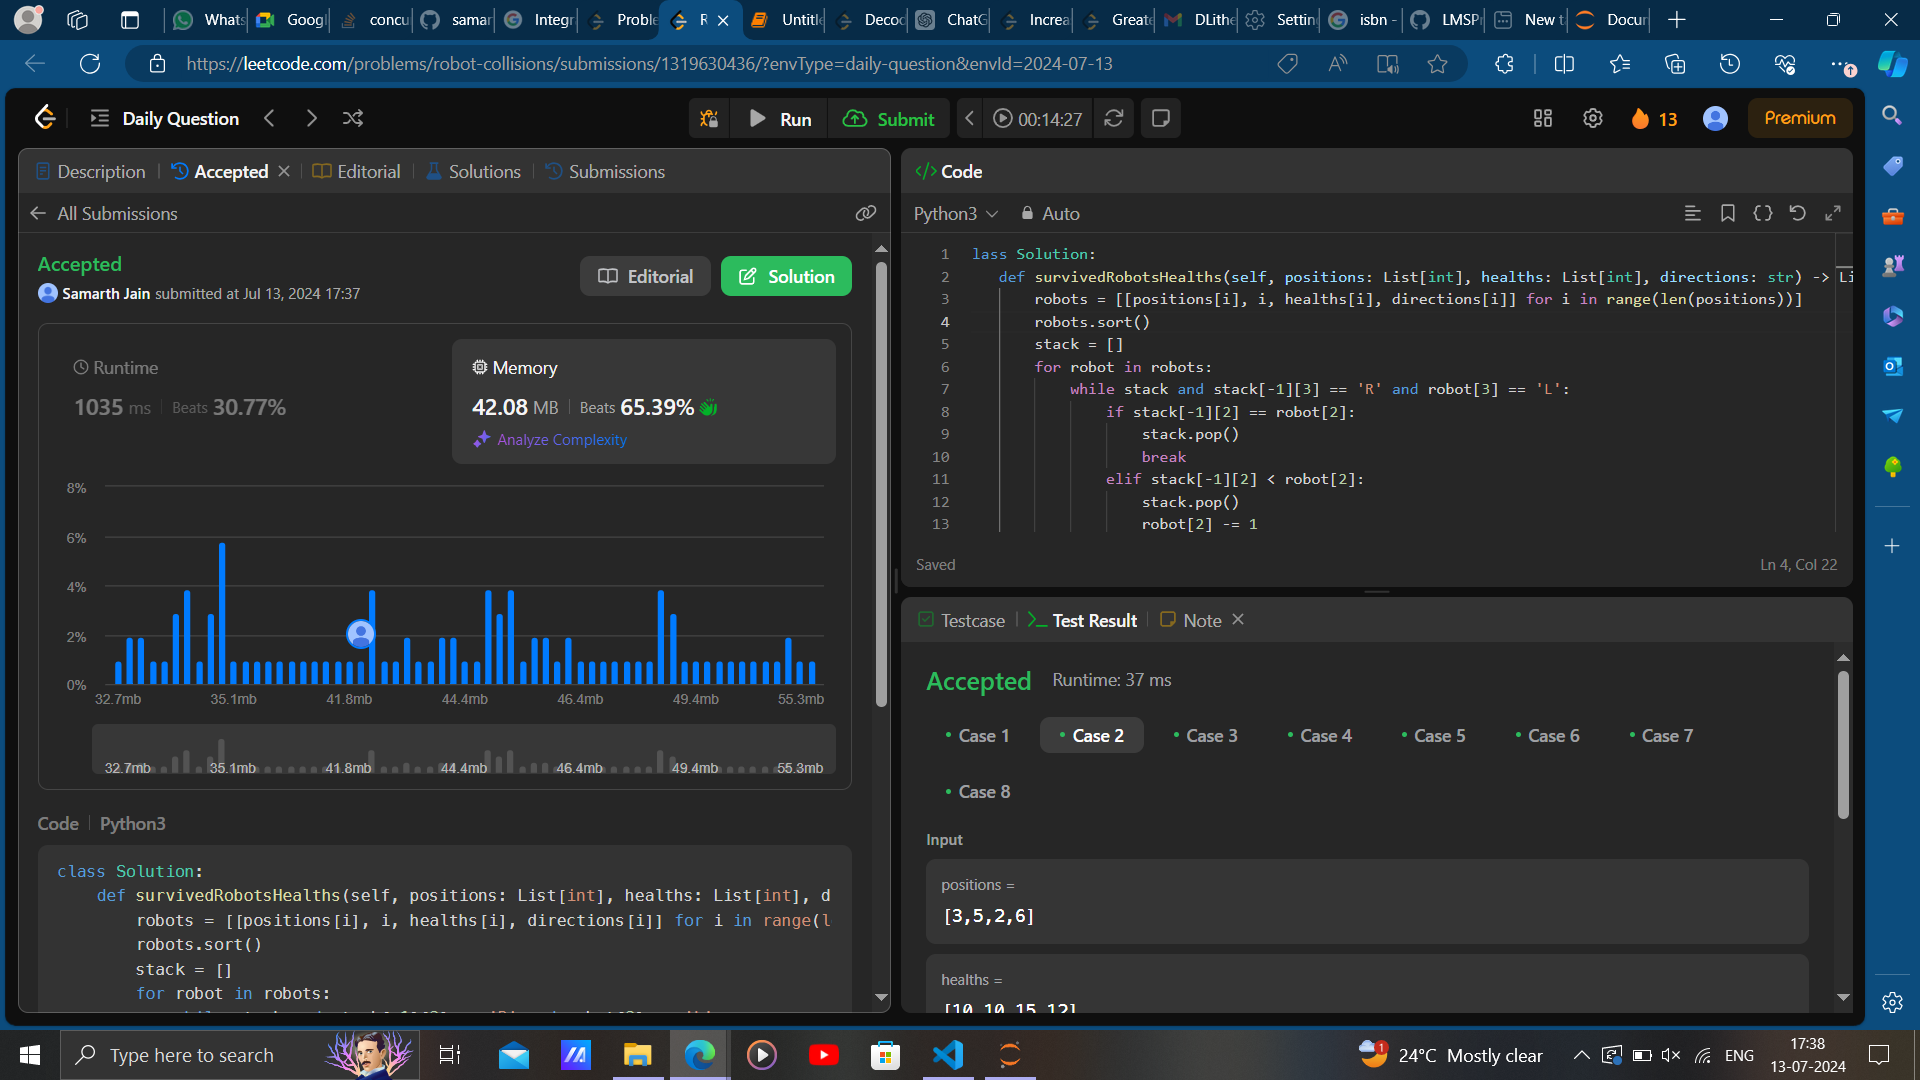 Whats
Googl
concu
samar
Integr
Proble
R
Untitle
Decoc
ChatG
Increa
Greate
DLithe
Setting
isbn -
LMSPr
New ta
Docum
https://leetcode.com/problems/robot-collisions/submissions/1319630436/?envType=daily-question&envId=2024-07-13
Daily Question
Run
Submit
00:14:27
13
Premium
Description
Accepted
Editorial
Solutions
Submissions
All Submissions
Accepted
Samarth Jain submitted at Jul 13, 2024 17:37
Editorial
Solution
Runtime
1035 ms
Beats 30.77%
Memory
42.08 MB
Beats 65.39%
Analyze Complexity
8%
6%
4%
2%
0%
32.7mb 35.1mb 41.8mb 44.4mb 46.4mb 49.4mb 55.3mb
32.7mb 35.1mb 41.8mb 44.4mb 46.4mb 49.4mb 55.3mb
Code
Python3
class Solution:
def survivedRobotsHealths(self, positions: List[int], healths: List[int], d
robots = [[positions[i], i, healths[i], directions[i]] for i in range(l
robots.sort()
stack = []
for robot in robots:
Code
Python3
Auto
1 lass Solution:
2 def survivedRobotsHealths(self, positions: List[int], healths: List[int], directions: str) -> Li
3 robots = [[positions[i], i, healths[i], directions[i]] for i in range(len(positions))]
4 robots.sort()
5 stack = []
6 for robot in robots:
7 while stack and stack[-1][3] == 'R' and robot[3] == 'L':
8 if stack[-1][2] == robot[2]:
9 stack.pop()
10 break
11 elif stack[-1][2] < robot[2]:
12 stack.pop()
13 robot[2] -= 1
Saved
Ln 4, Col 22
Testcase
Test Result
Note
Accepted
Runtime: 37 ms
Case 1
Case 2
Case 3
Case 4
Case 5
Case 6
Case 7
Case 8
Input
positions =
[3,5,2,6]
healths =
[10,10,15,12]
Type here to search
1
24°C Mostly clear
ENG
17:38
13-07-2024